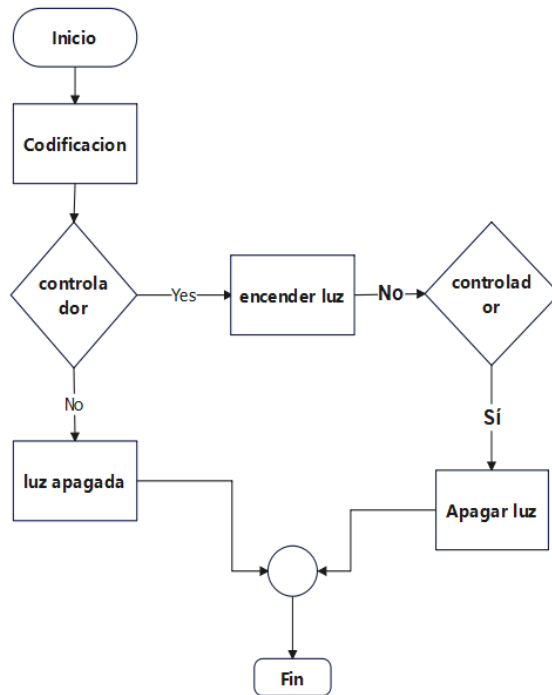 Inicio
Codificacion
controla
dor
Yes
encender luz
No
controlad
or
No
Sí
luz apagada
Apagar luz
Fin